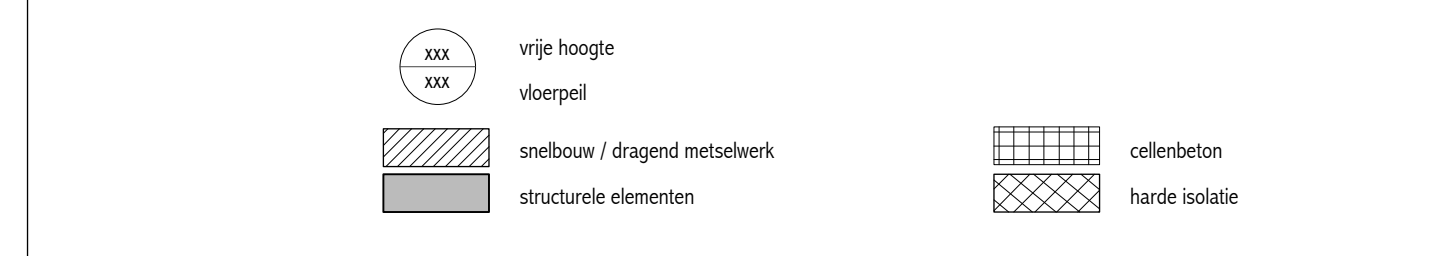 xxx
vrije hoogte
xxx
vloerpeil
snelbouw / dragend metselwerk
cellenbeton
structurele elementen
harde isolatie